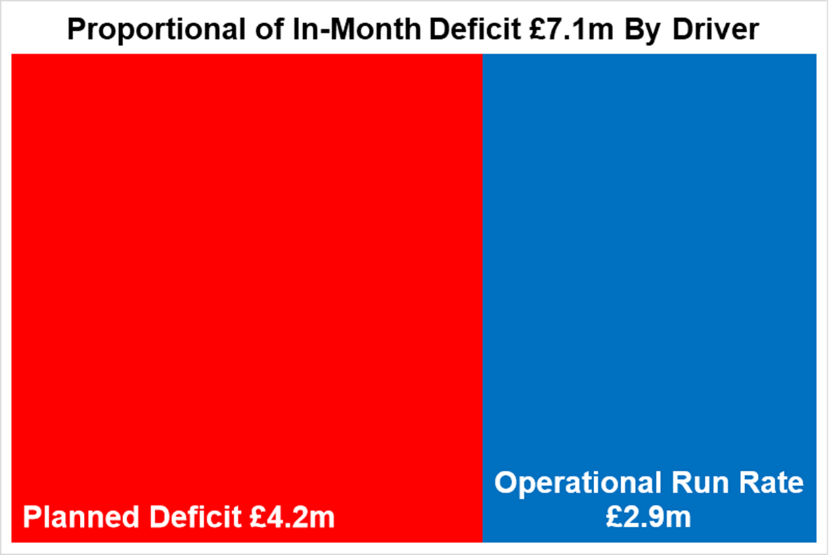 Proportional of In-Month Deficit £7.1m By Driver
Planned Deficit £4.2m
Operational Run Rate
£2.9m